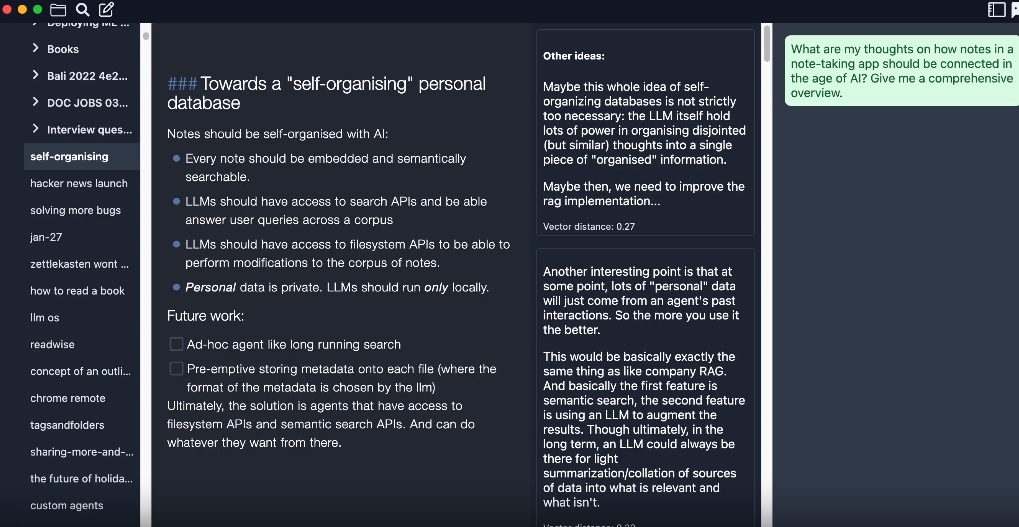 Deploying ML ...
Books
Bali 2022 4e2...
DOC JOBS 03...
Interview ques...
self-organising
hacker news launch
solving more bugs
jan-27
zettlekasten wont ...
how to read a book
llm os
readwise
concept of an outli...
chrome remote
tagsandfolders
sharing-more-and-...
the future of holida...
custom agents
### Towards a "self-organising" personal
database
Notes should be self-organised with AI:
Every note should be embedded and semantically
searchable.
LLMs should have access to search APIs and be able
answer user queries across a corpus
LLMs should have access to filesystem APIs to be able to
perform modifications to the corpus of notes.
Personal data is private. LLMs should run only locally.
Future work:
Ad-hoc agent like long running search
Pre-emptive storing metadata onto each file (where the
format of the metadata is chosen by the llm)
Ultimately, the solution is agents that have access to
filesystem APIs and semantic search APIs. And can do
whatever they want from there.
Other ideas:
Maybe this whole idea of self-
organizing databases is not strictly
too necessary: the LLM itself hold
lots of power in organising disjointed
(but similar) thoughts into a single
piece of "organised" information.
Maybe then, we need to improve the
rag implementation...
Vector distance: 0.27
Another interesting point is that at
some point, lots of "personal" data
will just come from an agent's past
interactions. So the more you use it
the better.
This would be basically exactly the
same thing as like company RAG.
And basically the first feature is
semantic search, the second feature
is using an LLM to augment the
results. Though ultimately, in the
long term, an LLM could always be
there for light
summarization/collation of sources
of data into what is relevant and
what isn't.
Vector distance:
What are my thoughts on how notes in a
note-taking app should be connected in
the age of AI? Give me a comprehensive
overview.